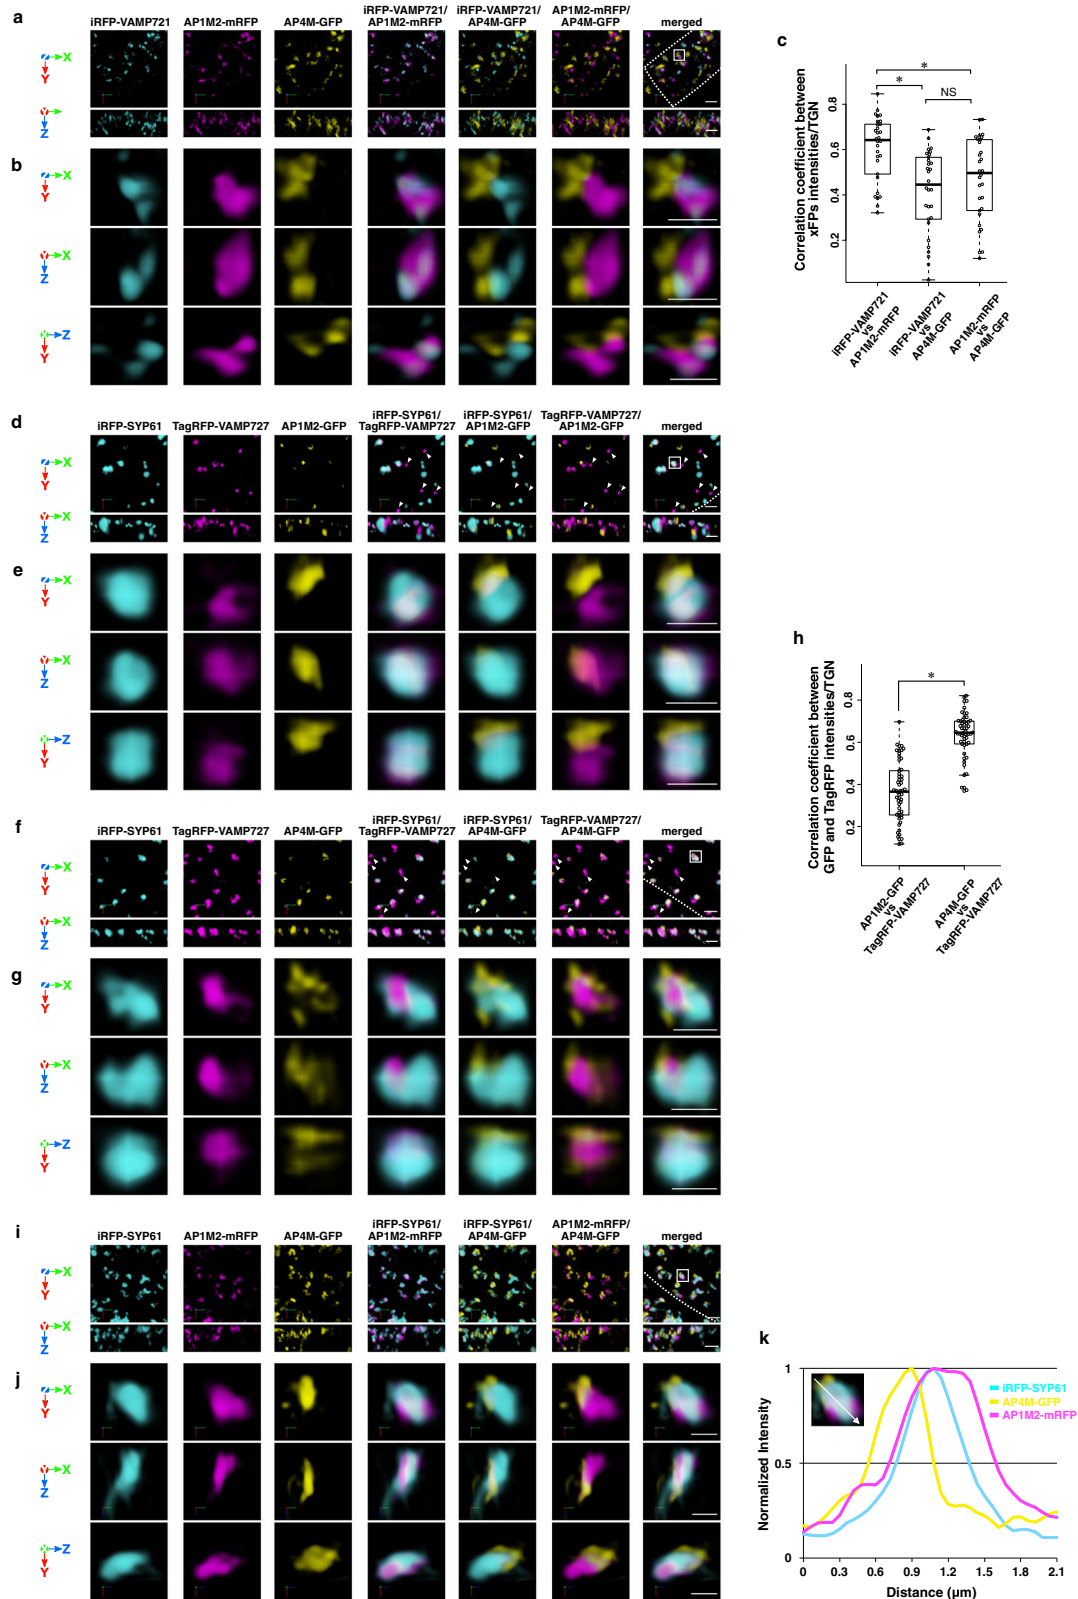 a
iRFP-VAMP721 AP1M2-mRFP AP4M-GFP iRFP-VAMP721/ AP1M2-mRFP iRFP-VAMP721/ AP4M-GFP AP1M2-mRFP/ AP4M-GFP merged
X
Y
Y
Z
b
X
Y
Y X
Z
X Z
Y
c
Correlation coefficient between
xFPs intensities/TGN
* * NS
0.8
0.6
0.4
0.2
iRFP-VAMP721
vs
AP1M2-mRFP
iRFP-VAMP721
vs
AP4M-GFP
AP1M2-mRFP
vs
AP4M-GFP
d
iRFP-SYP61 TagRFP-VAMP727 AP1M2-GFP iRFP-SYP61/ TagRFP-VAMP727 iRFP-SYP61/ AP1M2-GFP TagRFP-VAMP727/ AP1M2-GFP merged
X
Y
Y X
Z
e
X
Y
Y X
Z
X Z
Y
f
iRFP-SYP61 TagRFP-VAMP727 AP4M-GFP iRFP-SYP61/ TagRFP-VAMP727 iRFP-SYP61/ AP4M-GFP TagRFP-VAMP727/ AP4M-GFP merged
X
Y
Y X
Z
g
X
Y
Y X
Z
X Z
Y
h
Correlation coefficient between
GFP and TagRFP intensities/TGN
*
0.8
0.6
0.4
0.2
AP1M2-GFP
vs
TagRFP-VAMP727
AP4M-GFP
vs
TagRFP-VAMP727
i
iRFP-SYP61 AP1M2-mRFP AP4M-GFP iRFP-SYP61/ AP1M2-mRFP iRFP-SYP61/ AP4M-GFP AP1M2-mRFP/ AP4M-GFP merged
X
Y
Y X
Z
j
X
Y
Y X
Z
X Z
Y
k
Normalized Intensity
1
0.5
0
iRFP-SYP61
AP4M-GFP
AP1M2-mRFP
0 0.3 0.6 0.9 1.2 1.5 1.8 2.1
Distance (μm)